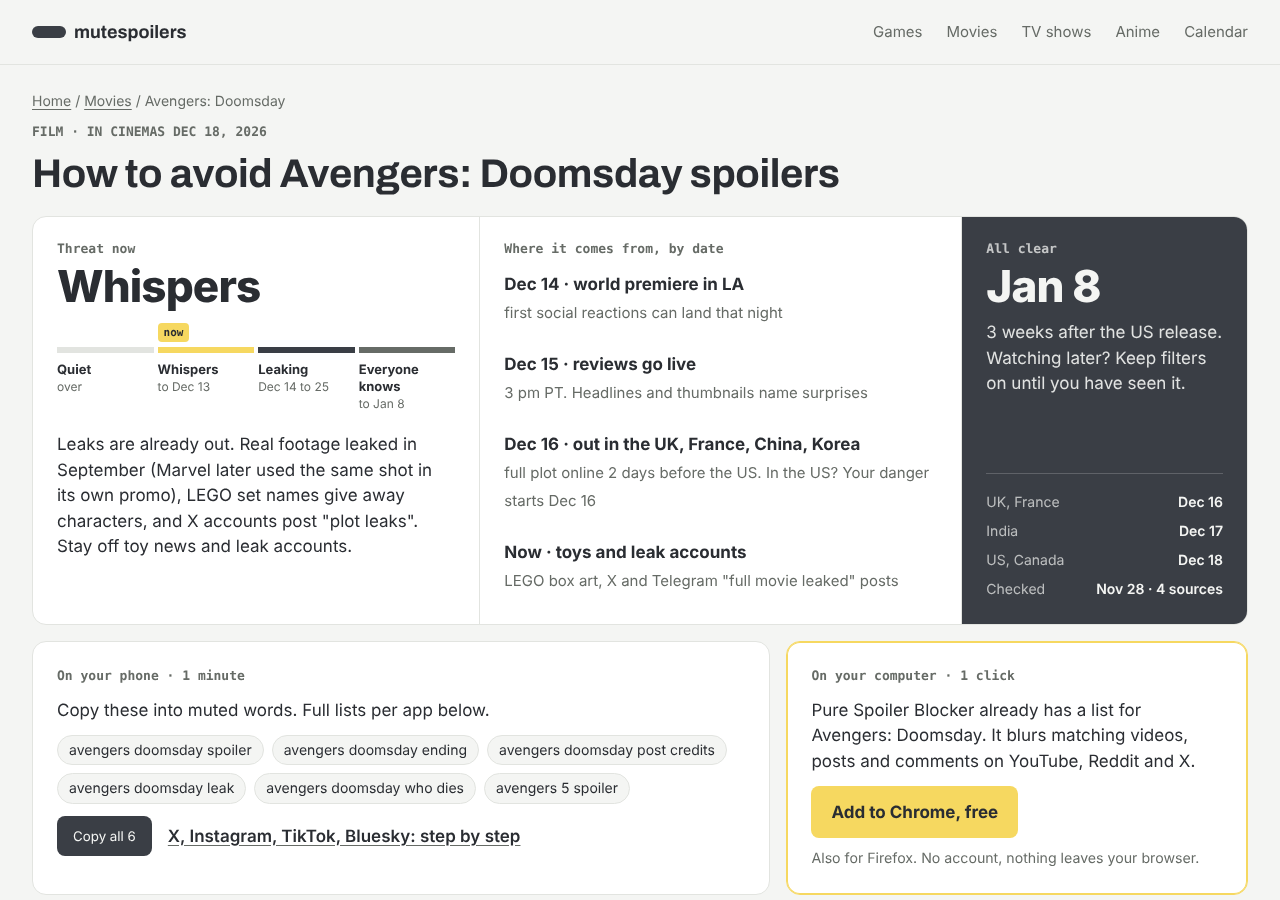 mutespoilers
Games Movies TV shows Anime Calendar
Home / Movies / Avengers: Doomsday
FILM · IN CINEMAS DEC 18, 2026
How to avoid Avengers: Doomsday spoilers
Threat now
Whispers
now
Quiet
over
Whispers
to Dec 13
Leaking
Dec 14 to 25
Everyone
knows
to Jan 8
Leaks are already out. Real footage leaked in
September (Marvel later used the same shot in
its own promo), LEGO set names give away
characters, and X accounts post "plot leaks".
Stay off toy news and leak accounts.
Where it comes from, by date
Dec 14 · world premiere in LA
first social reactions can land that night
Dec 15 · reviews go live
3 pm PT. Headlines and thumbnails name surprises
Dec 16 · out in the UK, France, China, Korea
full plot online 2 days before the US. In the US? Your danger
starts Dec 16
Now · toys and leak accounts
LEGO box art, X and Telegram "full movie leaked" posts
All clear
Jan 8
3 weeks after the US release.
Watching later? Keep filters
on until you have seen it.
UK, France Dec 16
India Dec 17
US, Canada Dec 18
Checked Nov 28 · 4 sources
On your phone · 1 minute
Copy these into muted words. Full lists per app below.
avengers doomsday spoiler avengers doomsday ending avengers doomsday post credits
avengers doomsday leak avengers doomsday who dies avengers 5 spoiler
Copy all 6 X, Instagram, TikTok, Bluesky: step by step
On your computer · 1 click
Pure Spoiler Blocker already has a list for
Avengers: Doomsday. It blurs matching videos,
posts and comments on YouTube, Reddit and X.
Add to Chrome, free
Also for Firefox. No account, nothing leaves your browser.